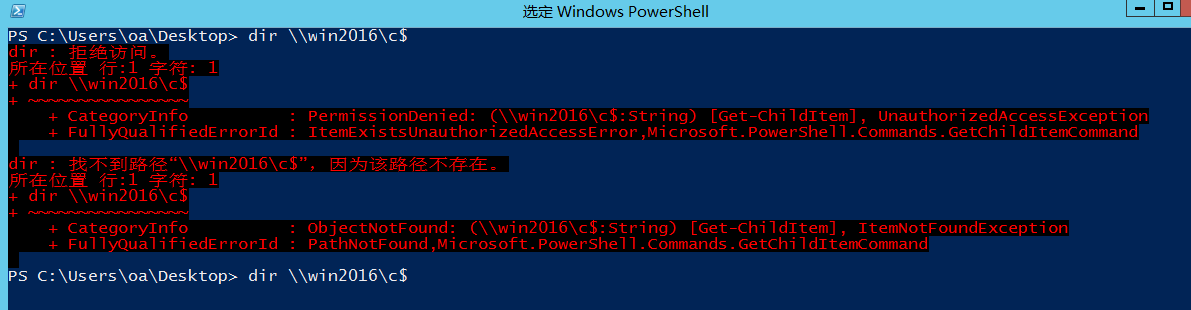 选定 Windows PowerShell
PS C:\Users\oa\Desktop> dir \\win2016\c$
dir : 拒绝访问。
所在位置 行:1 字符: 1
+ dir \\win2016\c$
+ ~~~~~~~~~~~~~~~~
    + CategoryInfo          : PermissionDenied: (\\win2016\c$:String) [Get-ChildItem], UnauthorizedAccessException
    + FullyQualifiedErrorId : ItemExistsUnauthorizedAccessError,Microsoft.PowerShell.Commands.GetChildItemCommand
dir : 找不到路径“\\win2016\c$”，因为该路径不存在。
所在位置 行:1 字符: 1
+ dir \\win2016\c$
+ ~~~~~~~~~~~~~~~~
    + CategoryInfo          : ObjectNotFound: (\\win2016\c$:String) [Get-ChildItem], ItemNotFoundException
    + FullyQualifiedErrorId : PathNotFound,Microsoft.PowerShell.Commands.GetChildItemCommand
PS C:\Users\oa\Desktop> dir \\win2016\c$